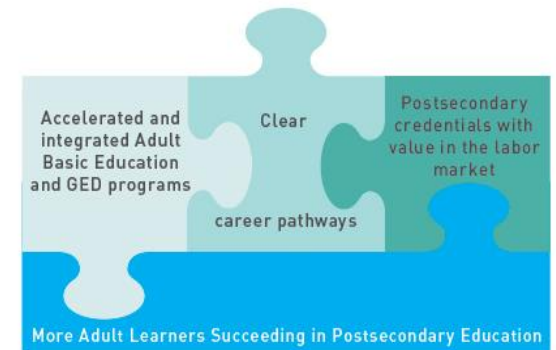 Accelerated and
integrated Adult
Basic Education
and GED programs
Clear
career pathways
Postsecondary
credentials with
value in the labor
market
More Adult Learners Succeeding in Postsecondary Education